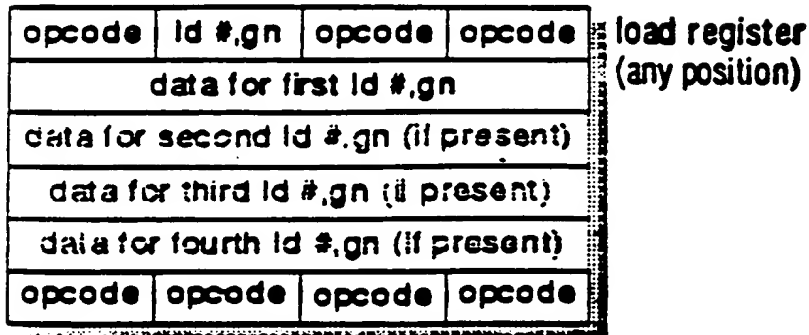 opcode ld #,gn opcode opcode
load register
(any position)
data for first ld #,gn
data for second ld #,gn (if present)
data for third ld #,gn (if present)
data for fourth ld #,gn (if present)
opcode opcode opcode opcode